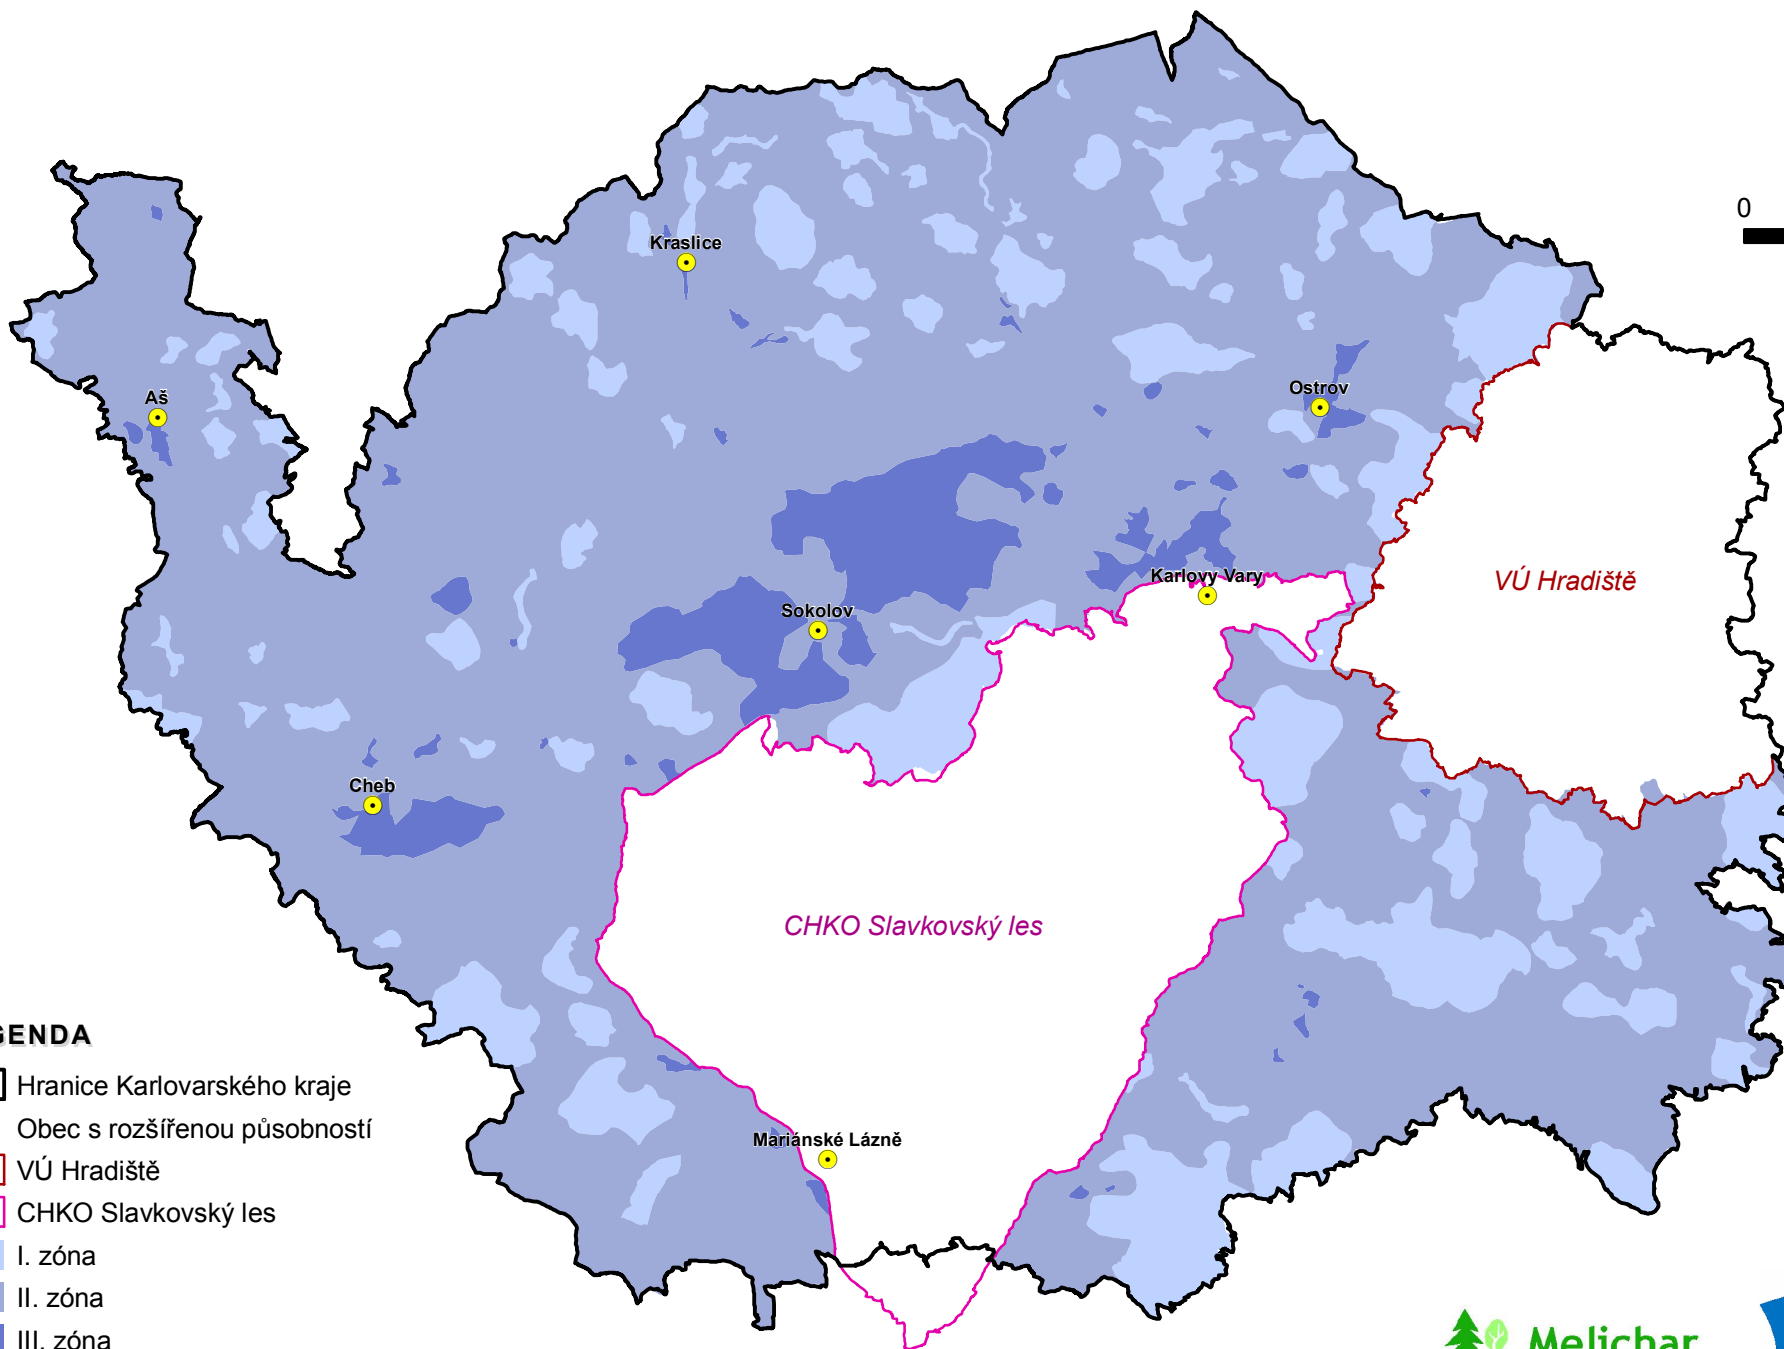 0
Kraslice
Aš
Ostrov
VÚ Hradiště
Karlovy Vary
Sokolov
Cheb
CHKO Slavkovský les
Mariánské Lázně
GENDA
Hranice Karlovarského kraje
Obec s rozšířenou působností
VÚ Hradiště
CHKO Slavkovský les
I. zóna
II. zóna
III. zóna
Melichar